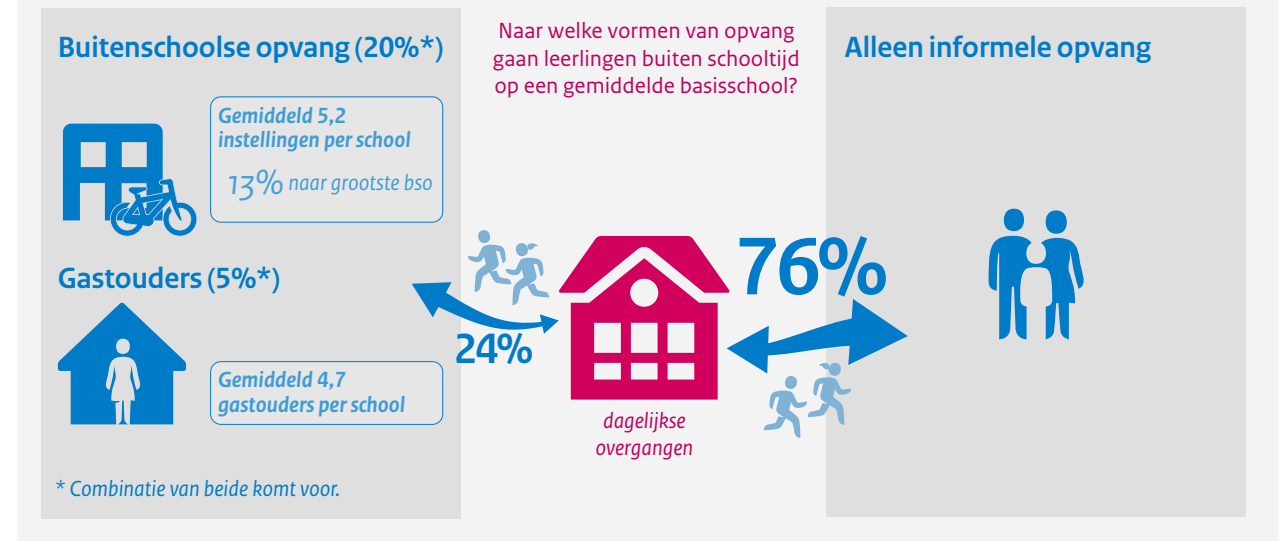 Buitenschoolse opvang (20%*)
Gemiddeld 5,2
instellingen per school
13% naar grootste bso
Gastouders (5%*)
Gemiddeld 4,7
gastouders per school
* Combinatie van beide komt voor.
Naar welke vormen van opvang
gaan leerlingen buiten schooltijd
op een gemiddelde basisschool?
24%
76%
dagelijkse
overgangen
Alleen informele opvang